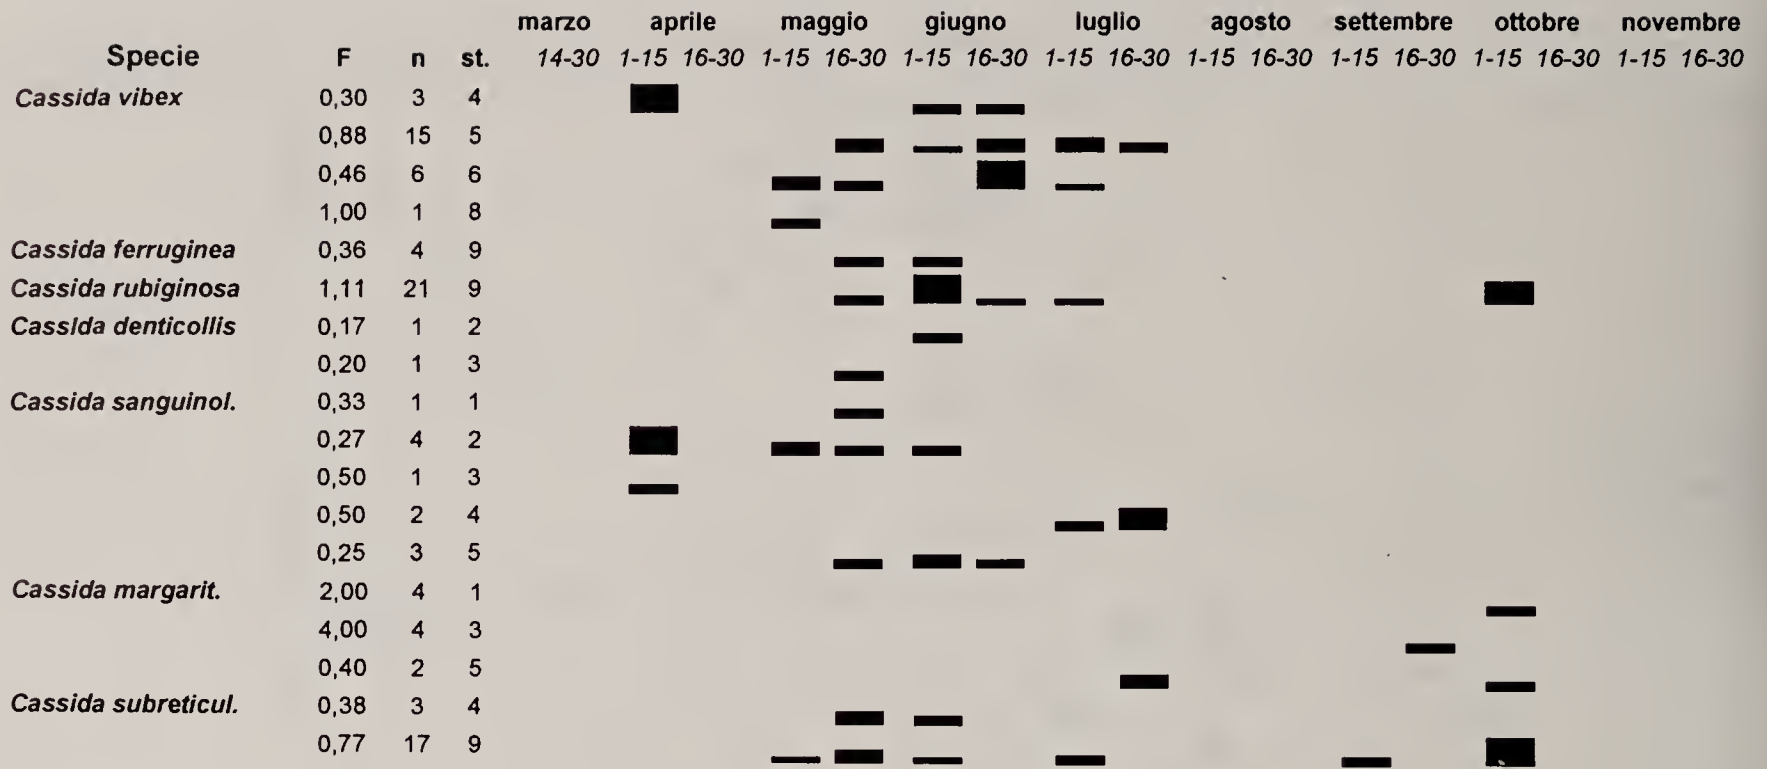 marzo aprile maggio giugno luglio agosto settembre ottobre novembre
Specie F n st. 14-30 1-15 16-30 1-15 16-30 1-15 16-30 1-15 16-30 1-15 16-30 1-15 16-30 1-15 16-30 1-15 16-30
Cassida vibex 0,30 3 4
0,88 15 5
0,46 6 6
1,00 1 8
Cassida ferruginea 0,36 4 9
Cassida rubiginosa 1,11 21 9
Cassida denticollis 0,17 1 2
0,20 1 3
Cassida sanguinol. 0,33 1 1
0,27 4 2
0,50 1 3
0,50 2 4
0,25 3 5
Cassida margarit. 2,00 4 1
4,00 4 3
0,40 2 5
Cassida subreticul. 0,38 3 4
0,77 17 9